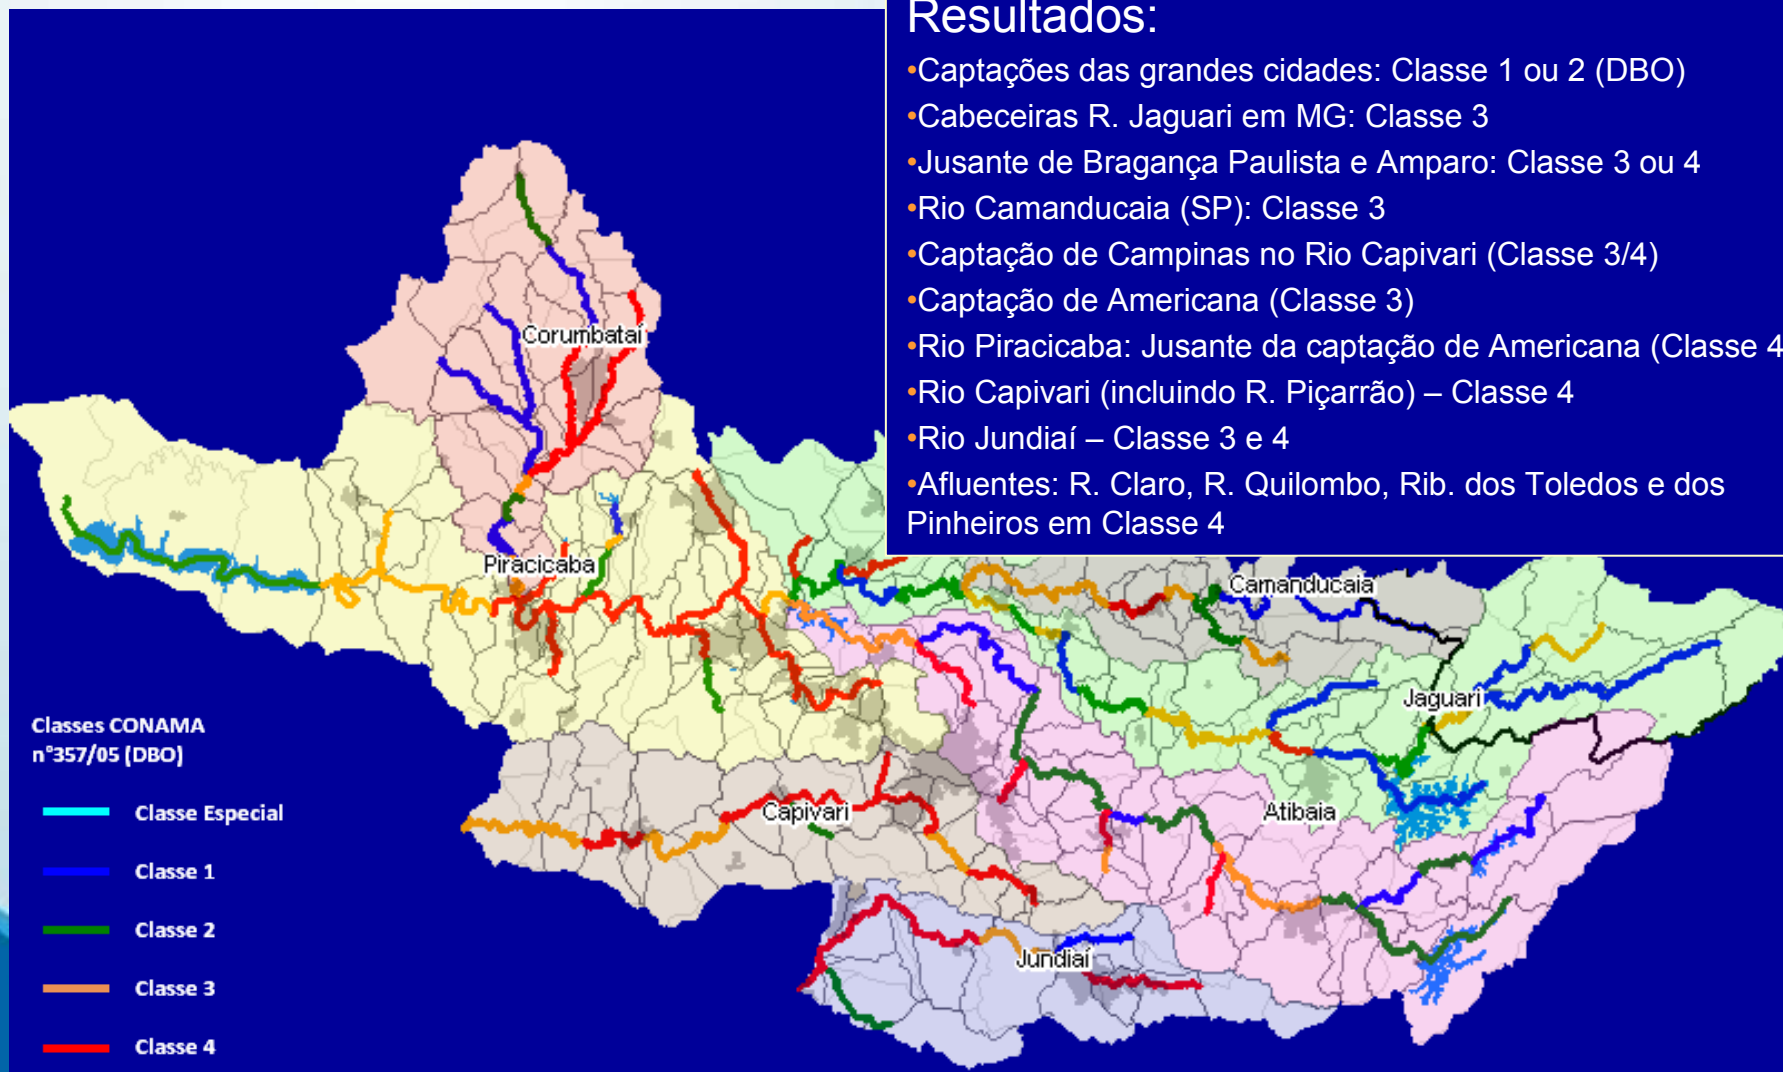 Resultados:
•Captações das grandes cidades: Classe 1 ou 2 (DBO)
•Cabeceiras R. Jaguari em MG: Classe 3
•Jusante de Bragança Paulista e Amparo: Classe 3 ou 4
•Rio Camanducaia (SP): Classe 3
•Captação de Campinas no Rio Capivari (Classe 3/4)
•Captação de Americana (Classe 3)
•Rio Piracicaba: Jusante da captação de Americana (Classe 4
•Rio Capivari (incluindo R. Piçarrão) – Classe 4
•Rio Jundiaí – Classe 3 e 4
•Afluentes: R. Claro, R. Quilombo, Rib. dos Toledos e dos
Pinheiros em Classe 4
Corumbataí
Piracicaba
Camanducaia
Jaguari
Capivari
Atibaia
Jundiaí
Classes CONAMA
n°357/05 (DBO)
Classe Especial
Classe 1
Classe 2
Classe 3
Classe 4